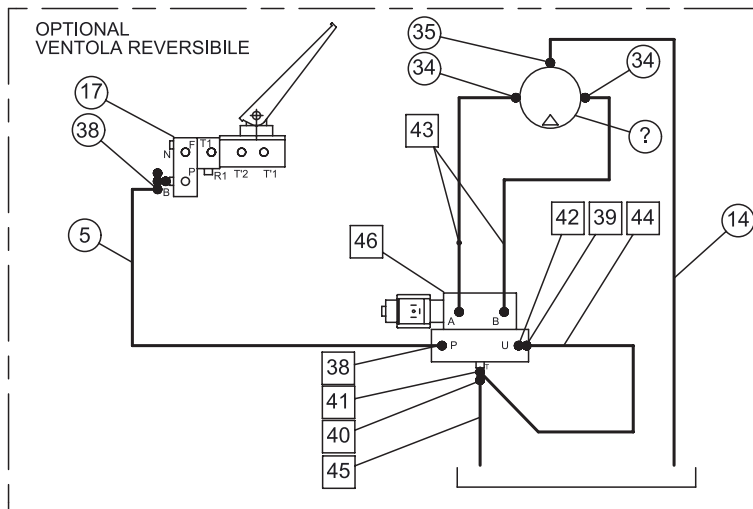 OPTIONAL
VENTOLA REVERSIBILE
35
34
34
17
38
N
F
T1
P
B
R1
T'2
T'1
43
?
5
46
42
39
44
14
A
B
P
U
T
38
41
40
45